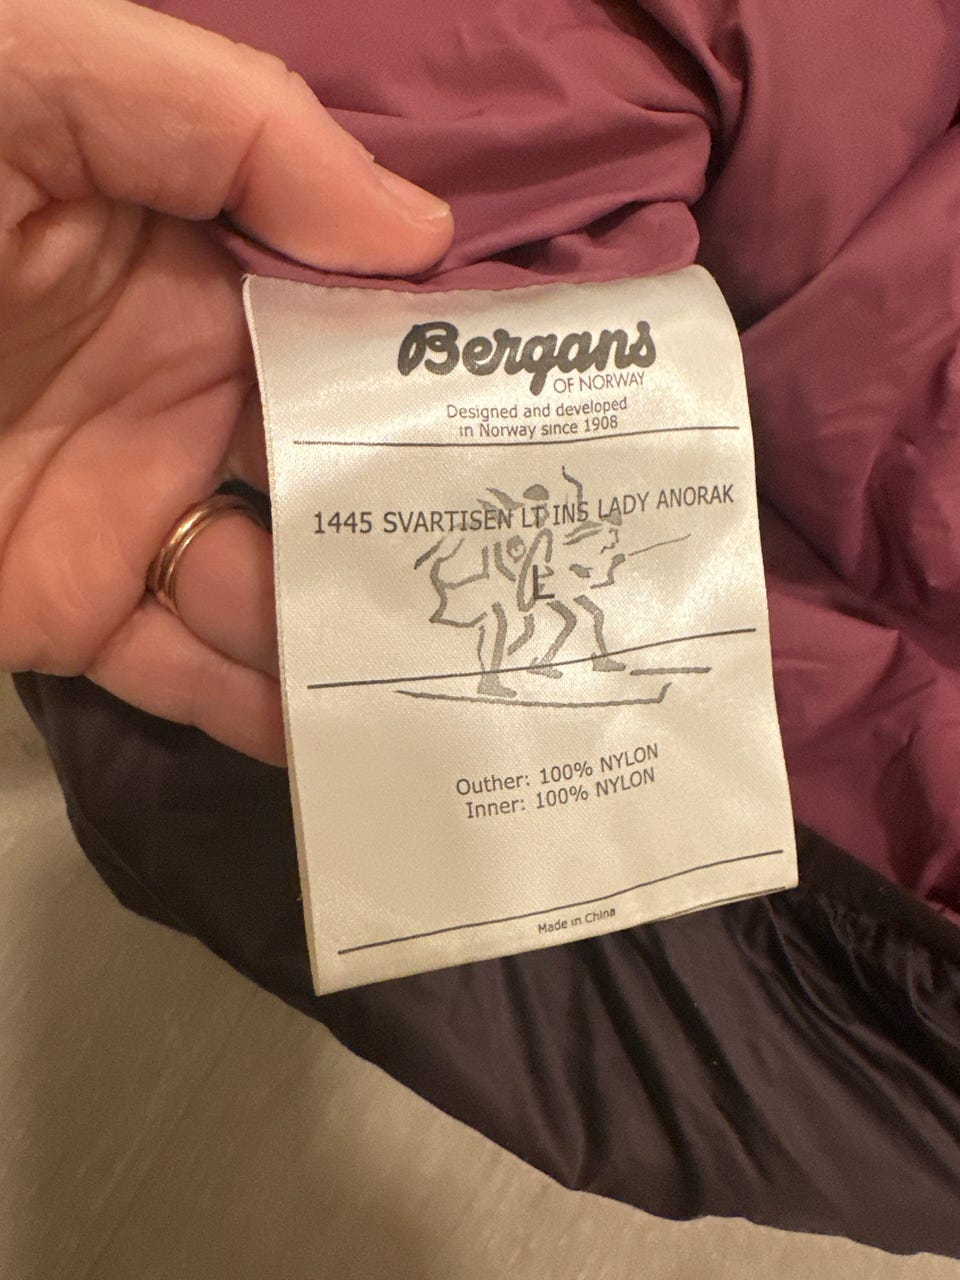 Bergans
OF NORWAY
Designed and developed
in Norway since 1908
1445 SVARTISEN LT INS LADY ANORAK
L
Outher: 100% NYLON
Inner: 100% NYLON
Made in China